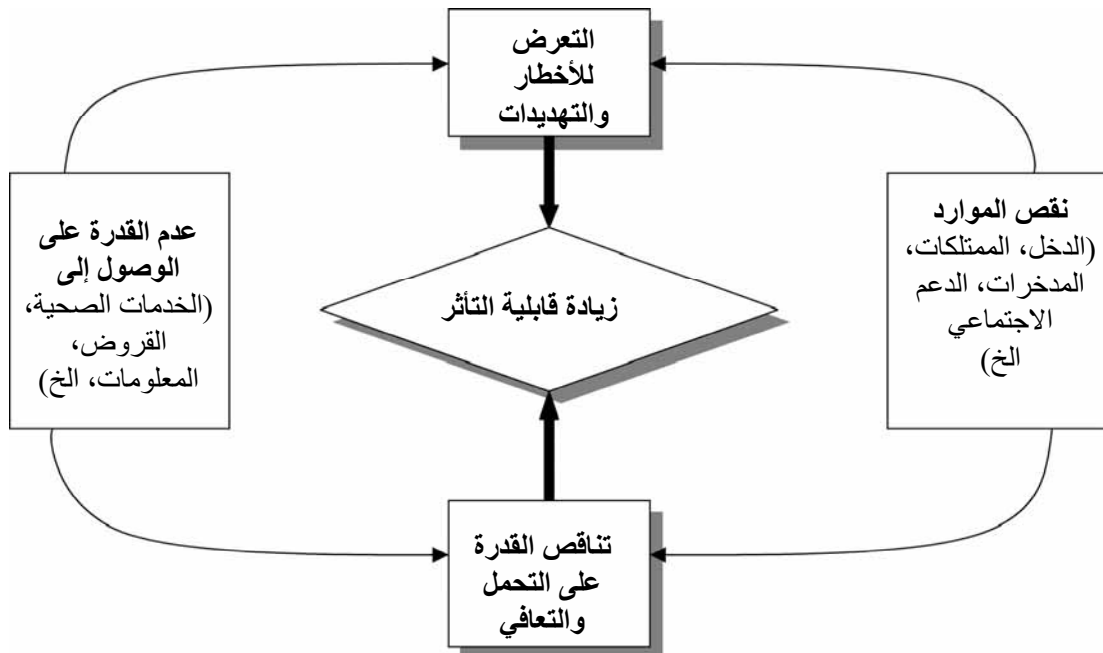 التعرض
للأخطار
والتهديدات
نقص الموارد
(الدخل، الممتلكات،
المدخرات، الدعم
الاجتماعي
الخ)
عدم القدرة على
الوصول إلى
(الخدمات الصحية،
القروض،
المعلومات، الخ)
زيادة قابلية التأثر
تناقص القدرة
على التحمل
والتعافي